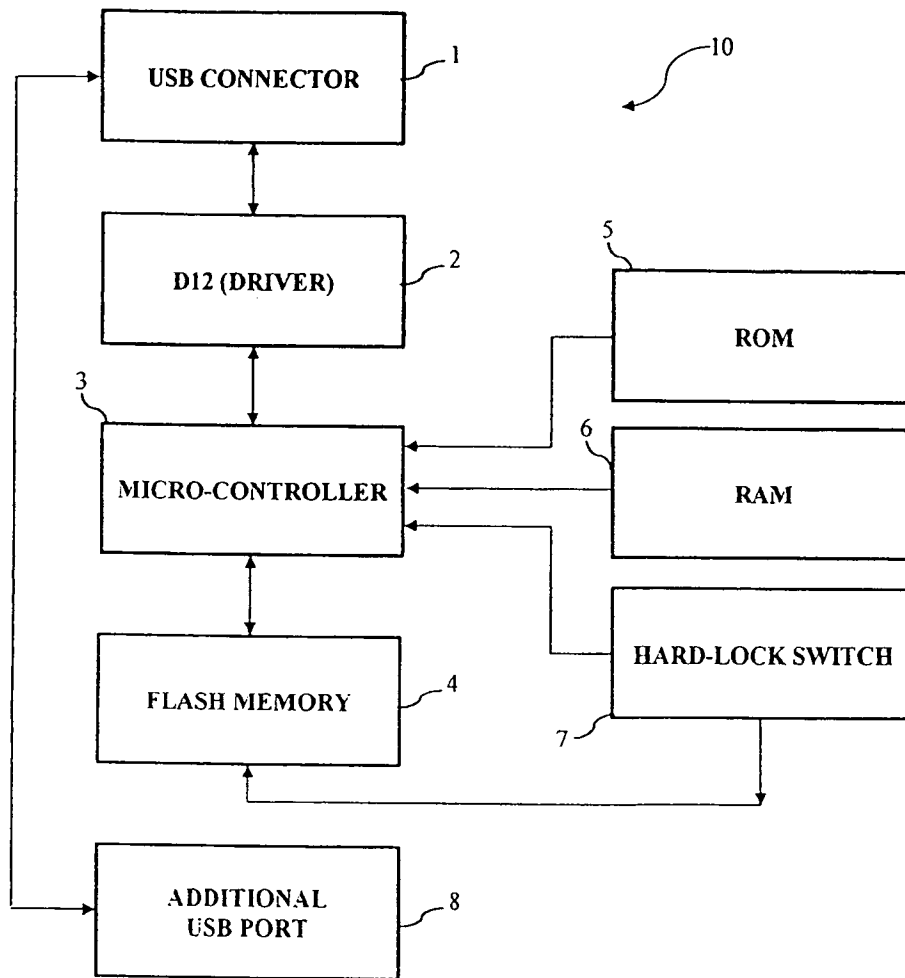 10
1
USB CONNECTOR
2
D12 (DRIVER)
5
ROM
3
MICRO-CONTROLLER
6
RAM
4
FLASH MEMORY
HARD-LOCK SWITCH
7
8
ADDITIONAL
USB PORT